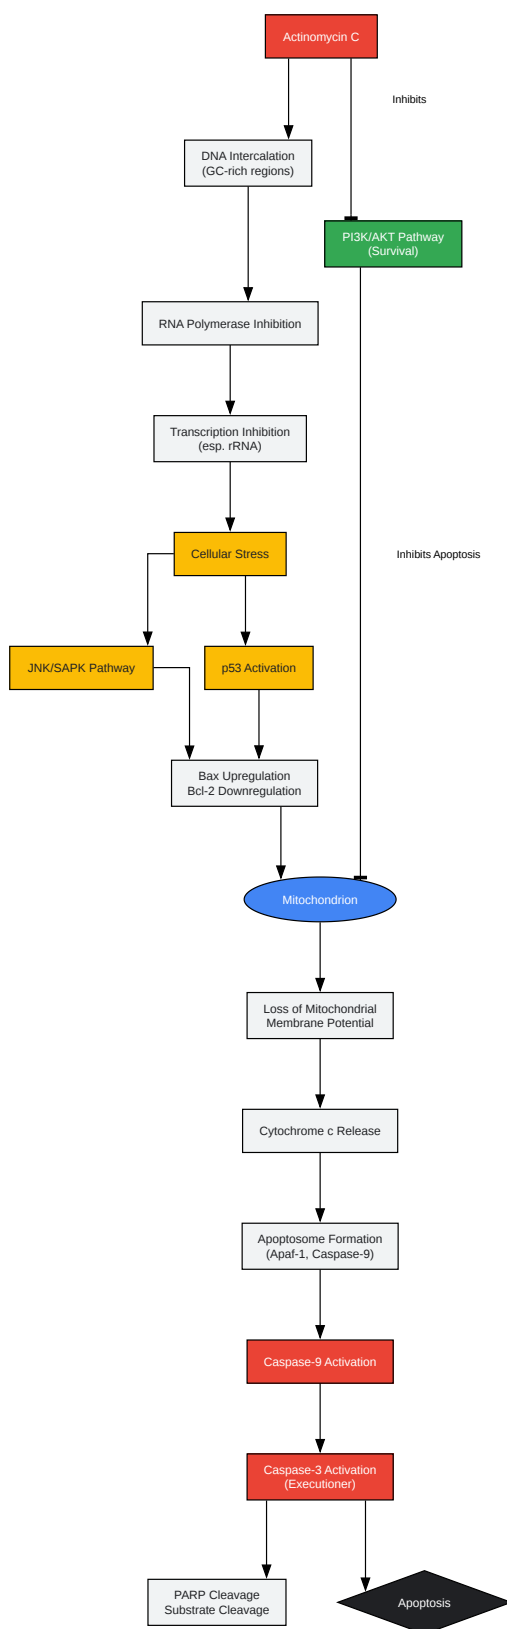 Actinomycin C
Inhibits
DNA Intercalation
(GC-rich regions)
PI3K/AKT Pathway
(Survival)
RNA Polymerase Inhibition
Transcription Inhibition
(esp. rRNA)
Cellular Stress
Inhibits Apoptosis
JNK/SAPK Pathway
p53 Activation
Bax Upregulation
Bcl-2 Downregulation
Mitochondrion
Loss of Mitochondrial
Membrane Potential
Cytochrome c Release
Apoptosome Formation
(Apaf-1, Caspase-9)
Caspase-9 Activation
Caspase-3 Activation
(Executioner)
PARP Cleavage
Substrate Cleavage
Apoptosis